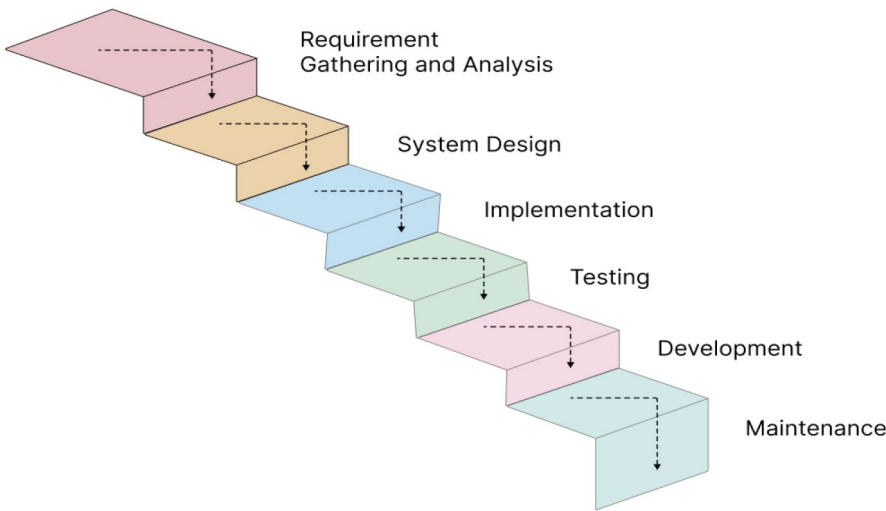 Requirement
Gathering and Analysis
System Design
Implementation
Testing
Development
Maintenance